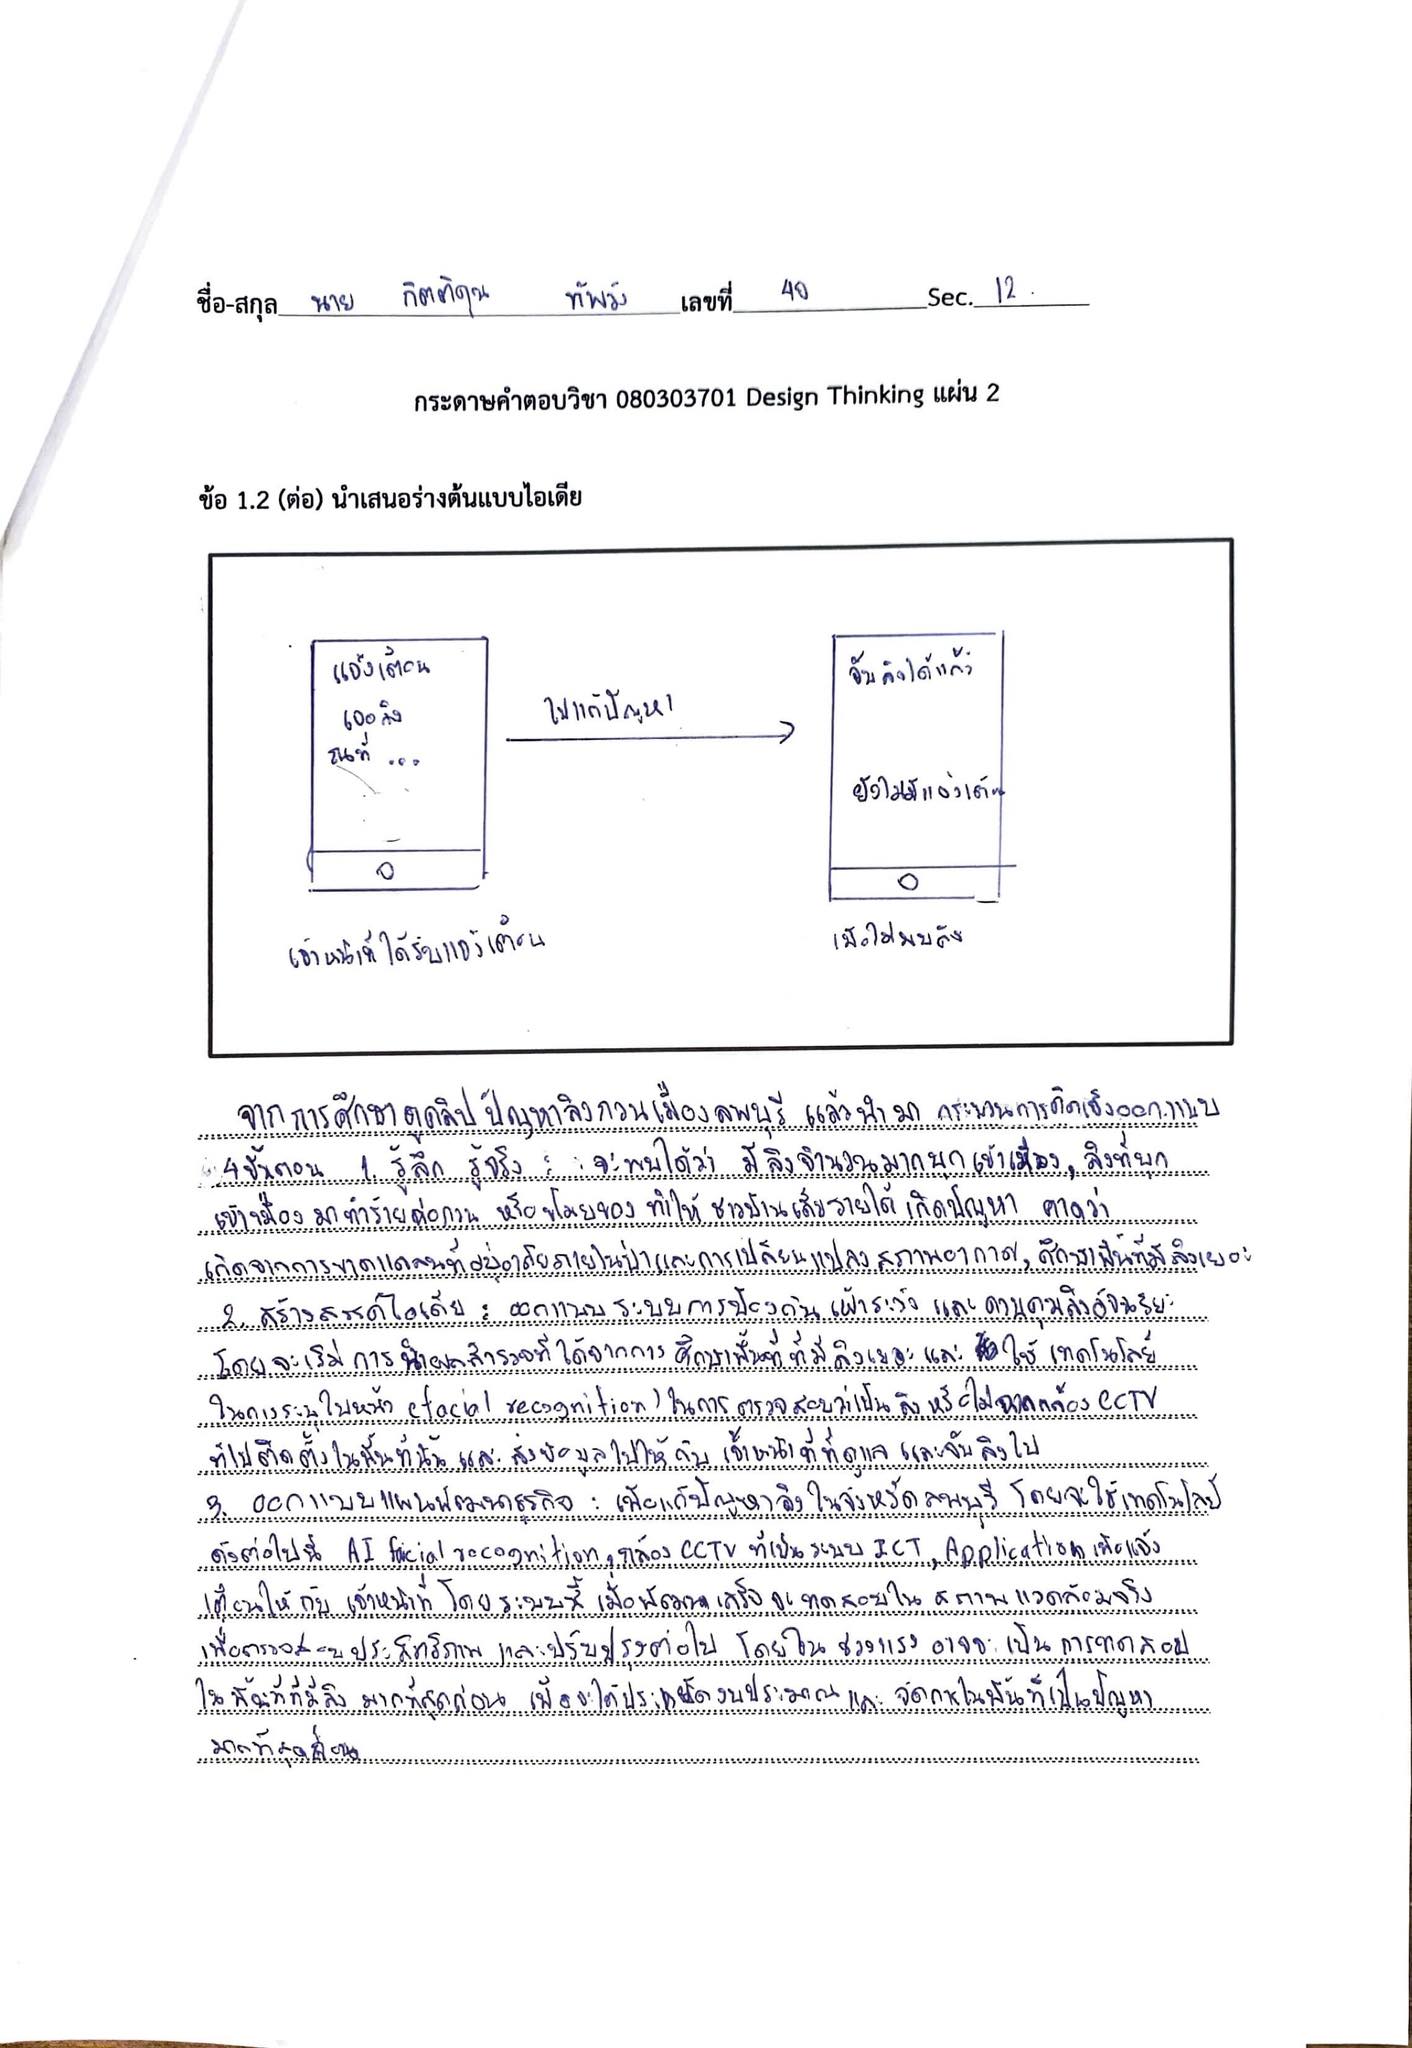 ชื่อ-สกุล นาย กิตติคุณ ทัพวัง เลขที่ 40 Sec. 12
กระดาษคำตอบวิชา 080303701 Design Thinking แผ่น 2
ข้อ 1.2 (ต่อ) นำเสนอร่างต้นแบบไอเดีย
แจ้งเตือน
เจอลิง
ณที่ ...
ไปแก้ปัญหา
จับลิงได้แล้ว
ยังไม่มีแจ้งเตือน
เจ้าหน้าที่ได้รับแจ้งเตือน
เมื่อไม่พบลิง
จากการศึกษาดูคลิปปัญหาลิงกวนเมืองลพบุรี แล้วนำมา กระบวนการคิดเชิงออกแบบ
4 ขั้นตอน 1. รู้ลึก รู้จริง : จะพบได้ว่า มีลิงจำนวนมากบุกเข้าเมือง, ลิงที่บุก
เข้าเมือง มาทำร้ายก่อกวน หรือขโมยของ ทำให้ ชาวบ้านเสียรายได้ เกิดปัญหา คาดว่า
เกิดจากการขาดแคลนที่อยู่อาศัยภายในป่าและการเปลี่ยนแปลงสภาพอากาศ, ศึกษาพื้นที่มีลิงเยอะ
2. สร้างสรรค์ไอเดีย : ออกแบบระบบการป้องกัน เฝ้าระวัง และควบคุมลิงอัจฉริยะ
โดยจะเริ่มการนำผลสำรวจที่ได้จากการ ศึกษาพื้นที่ที่มีลิงเยอะ และ ใช้ เทคโนโลยี
ในการระบุใบหน้า (facial recognition) ในการตรวจสอบว่าเป็นลิงหรือไม่จากกล้อง CCTV
ที่ไปติดตั้งในพื้นที่นั้น และ ส่งข้อมูลไปให้กับ เจ้าหน้าที่ที่ดูแล และจับลิงไป
3. ออกแบบแผนพัฒนาธุรกิจ : เพื่อแก้ปัญหาลิงในจังหวัดลพบุรี โดยจะใช้เทคโนโลยี
ดังต่อไปนี้ AI facial recognition, กล้อง CCTV ที่เป็นระบบ ICT, Application เพื่อแจ้ง
เตือนให้กับ เจ้าหน้าที่ โดยระบบนี้ เมื่อพัฒนาเสร็จ จะทดสอบใน สภาพแวดล้อมจริง
เพื่อตรวจสอบประสิทธิภาพ และปรับปรุงต่อไป โดยใน ช่วงแรง อาจจะ เป็น การทดสอบ
ใน พื้นที่ที่มีลิง มากที่สุดก่อน เพื่อจะได้ประหยัดงบประมาณ และ จัดการในพื้นที่เป็นปัญหา
มากที่สุดก่อน